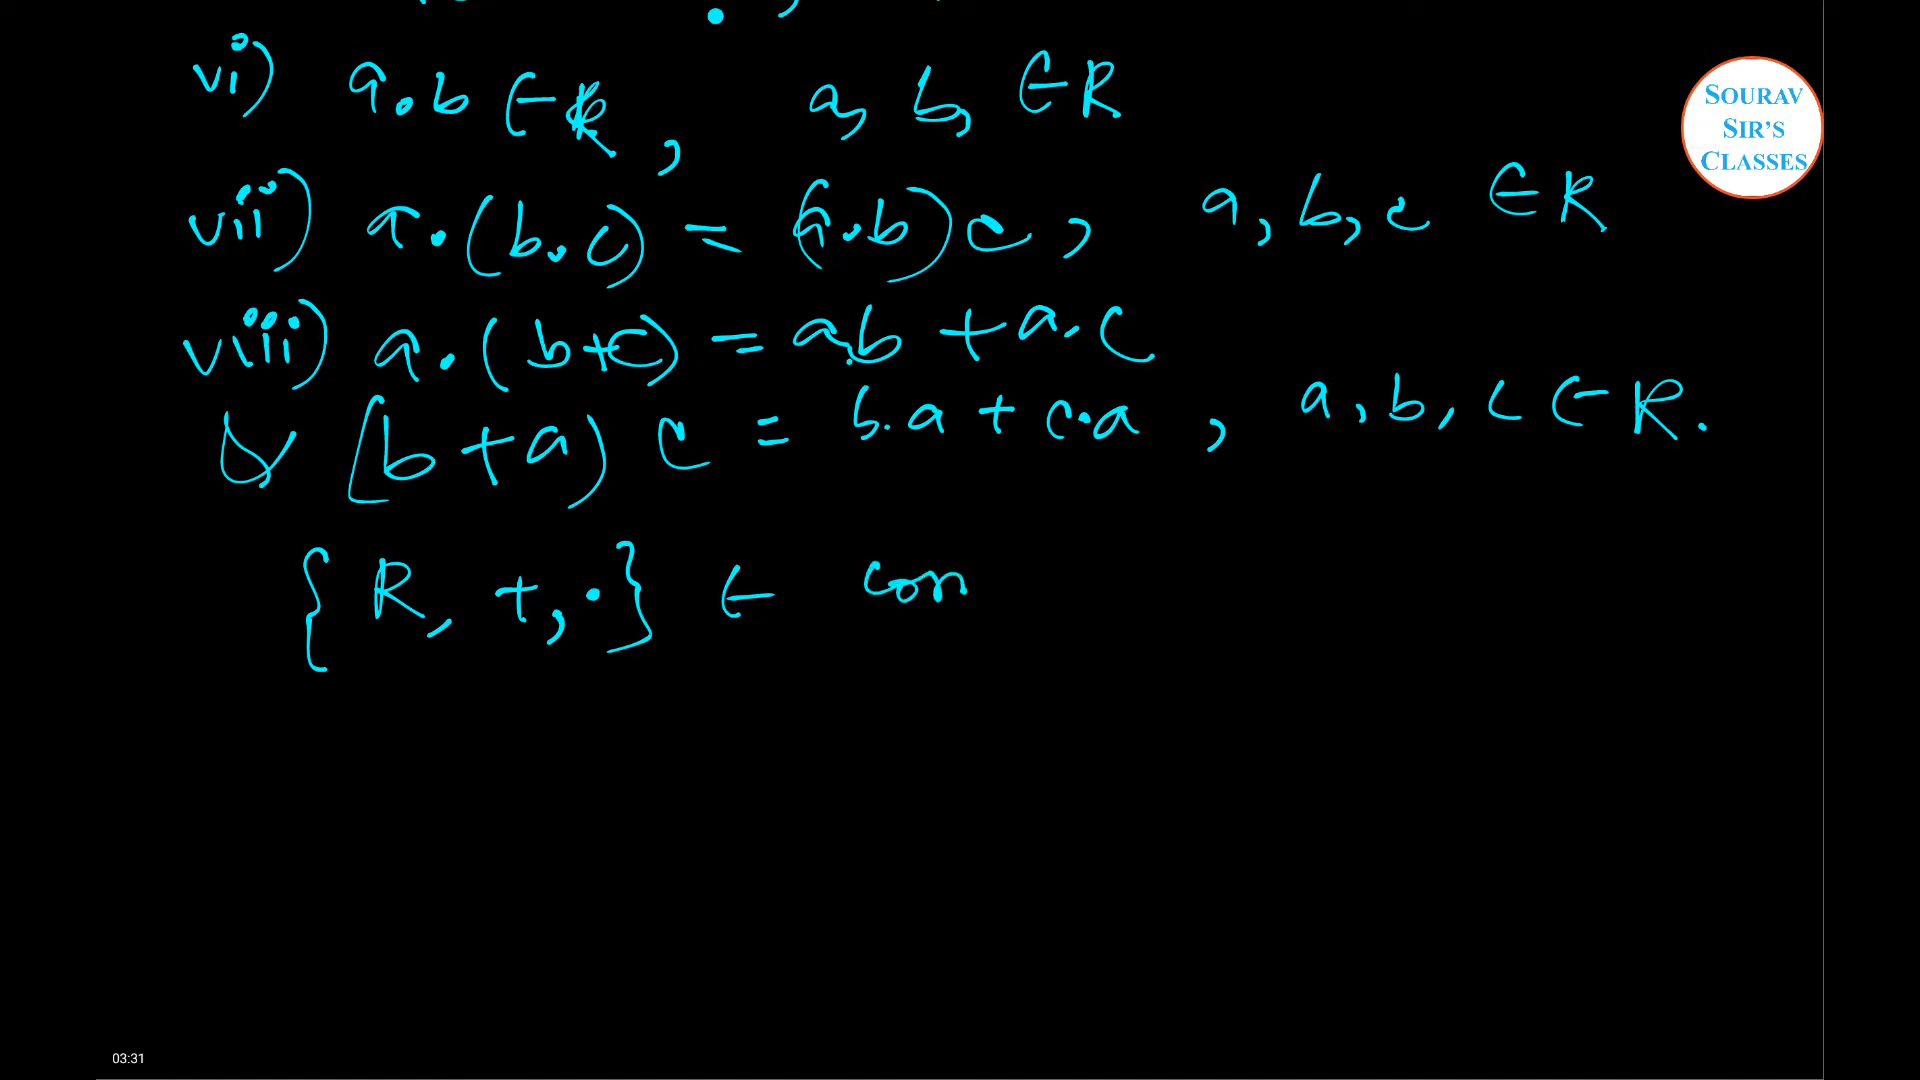 vi) a.b ∈ R, a, b, ∈ R
SOURAV
SIR'S
CLASSES
vii) a.(b.c) = (a.b)c, a, b, c ∈ R
viii) a.(b+c) = a.b + a.c
& (b+a) c = b.a + c.a, a, b, c ∈ R.
{R, +, .} ← con
03:31